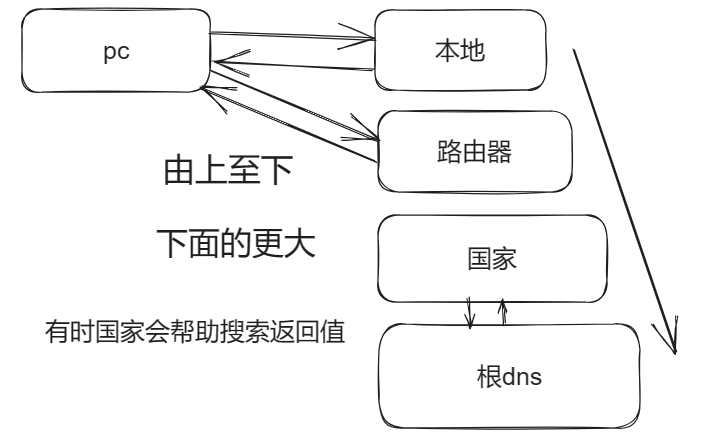 pc
本地
路由器
由上至下
下面的更大
国家
有时国家会帮助搜索返回值
根dns